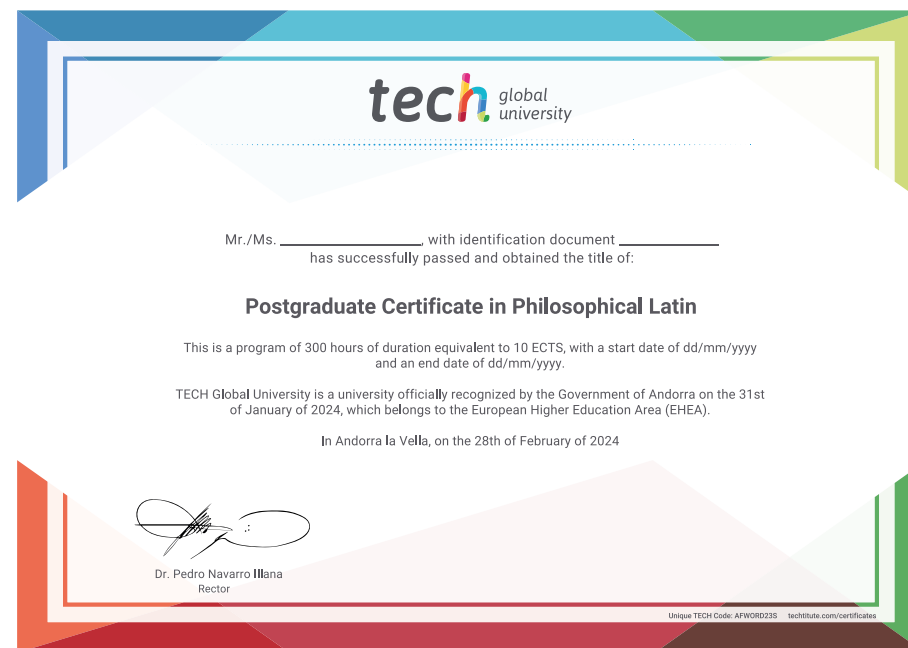 tech global university
Mr./Ms. ____________________, with identification document ______________
has successfully passed and obtained the title of:
Postgraduate Certificate in Philosophical Latin
This is a program of 300 hours of duration equivalent to 10 ECTS, with a start date of dd/mm/yyyy
and an end date of dd/mm/yyyy.
TECH Global University is a university officially recognized by the Government of Andorra on the 31st
of January of 2024, which belongs to the European Higher Education Area (EHEA).
In Andorra la Vella, on the 28th of February of 2024
Dr. Pedro Navarro Illana
Rector
Unique TECH Code: AFWORD23S techtitute.com/certificates